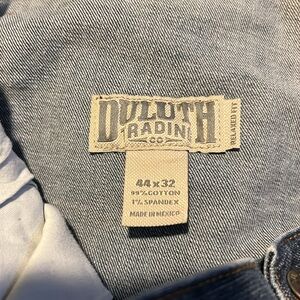 DULUTH
TRADING
CO
RELAXED FIT
44 x 32
99% COTTON
1% SPANDEX
MADE IN MEXICO